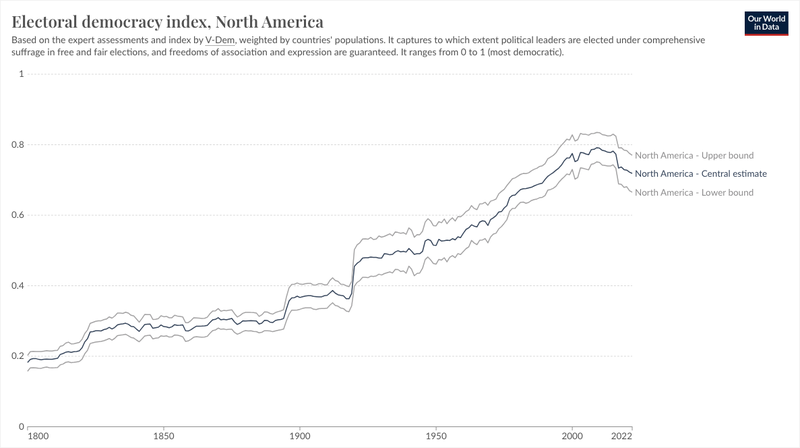 Electoral democracy index, North America
Our World
in Data
Based on the expert assessments and index by V-Dem, weighted by countries' populations. It captures to which extent political leaders are elected under comprehensive
suffrage in free and fair elections, and freedoms of association and expression are guaranteed. It ranges from 0 to 1 (most democratic).
1
0.8
North America - Upper bound
North America - Central estimate
North America - Lower bound
0.6
0.4
0.2
0
1800 1850 1900 1950 2000 2022